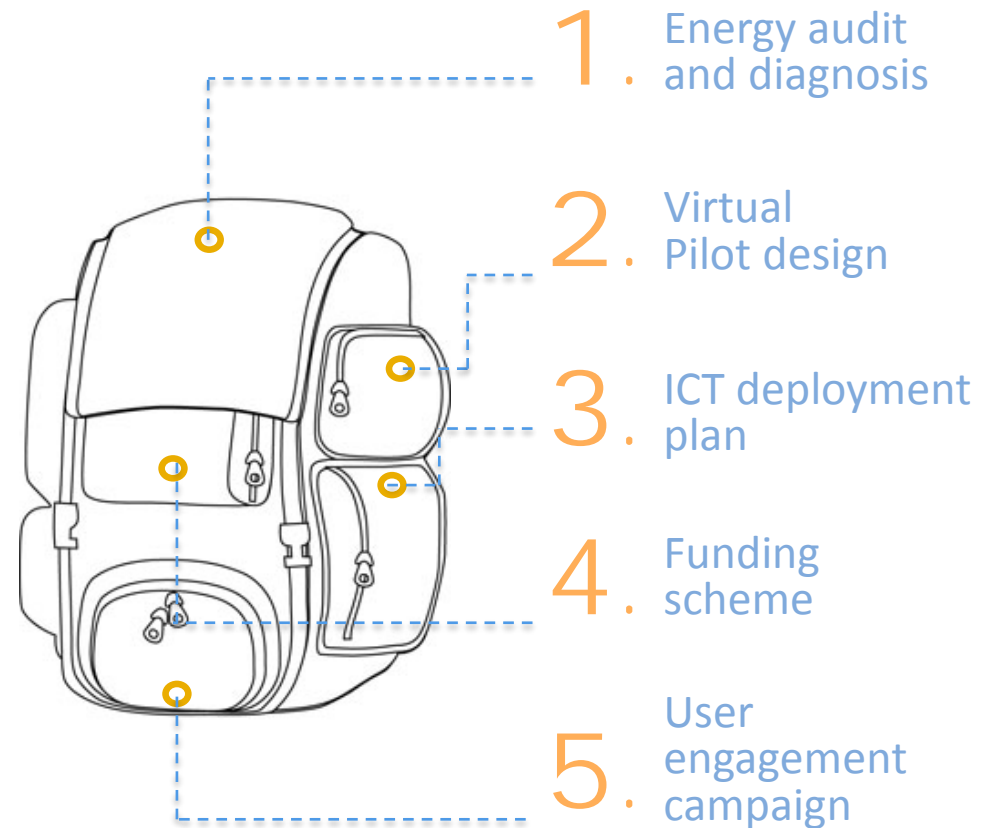 1. Energy audit
and diagnosis
2. Virtual
Pilot design
3. ICT deployment
plan
4. Funding
scheme
5. User
engagement
campaign